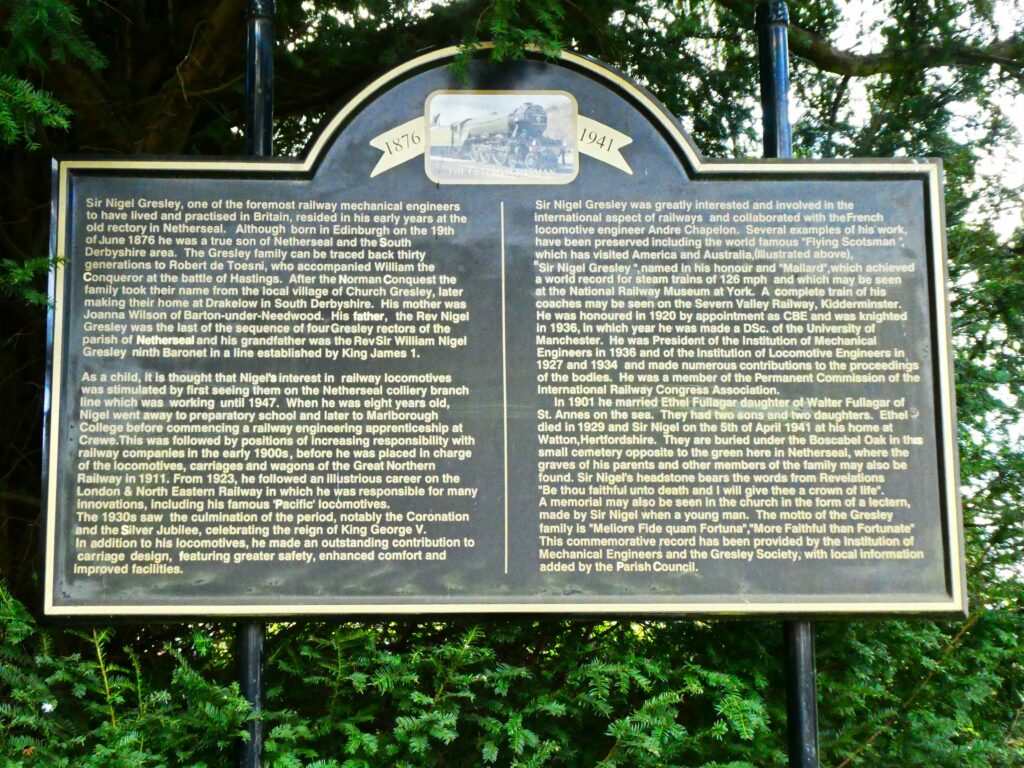 1876
1941
THE FLYING SCOTSMAN
Sir Nigel Gresley, one of the foremost railway mechanical engineers
to have lived and practised in Britain, resided in his early years at the
old rectory in Netherseal. Although born in Edinburgh on the 19th
of June 1876 he was a true son of Netherseal and the South
Derbyshire area. The Gresley family can be traced back thirty
generations to Robert de Toesni, who accompanied William the
Conqueror at the battle of Hastings. After the Norman Conquest the
family took their name from the local village of Church Gresley, later
making their home at Drakelow in South Derbyshire. His mother was
Joanna Wilson of Barton-under-Needwood. His father, the Rev Nigel
Gresley was the last of the sequence of four Gresley rectors of the
parish of Netherseal and his grandfather was the Rev Sir William Nigel
Gresley ninth Baronet in a line established by King James 1.
As a child, it is thought that Nigel's interest in railway locomotives
was stimulated by first seeing them on the Netherseal colliery branch
line which was working until 1947. When he was eight years old,
Nigel went away to preparatory school and later to Marlborough
College before commencing a railway engineering apprenticeship at
Crewe.This was followed by positions of increasing responsibility with
railway companies in the early 1900s, before he was placed in charge
of the locomotives, carriages and wagons of the Great Northern
Railway in 1911. From 1923, he followed an illustrious career on the
London & North Eastern Railway in which he was responsible for many
innovations, including his famous 'Pacific' locomotives.
The 1930s saw the culmination of the period, notably the Coronation
and the Silver Jubilee, celebrating the reign of King George V.
In addition to his locomotives, he made an outstanding contribution to
carriage design, featuring greater safety, enhanced comfort and
improved facilities.
Sir Nigel Gresley was greatly interested and involved in the
international aspect of railways and collaborated with the French
locomotive engineer Andre Chapelon. Several examples of his work,
have been preserved including the world famous "Flying Scotsman",
which has visited America and Australia,(illustrated above),
"Sir Nigel Gresley", named in his honour and "Mallard",which achieved
a world record for steam trains of 126 mph and which may be seen
at the National Railway Museum at York. A complete train of his
coaches may be seen on the Severn Valley Railway, Kidderminster.
He was honoured in 1920 by appointment as CBE and was knighted
in 1936, in which year he was made a DSc. of the University of
Manchester. He was President of the Institution of Mechanical
Engineers in 1936 and of the Institution of Locomotive Engineers in
1927 and 1934 and made numerous contributions to the proceedings
of the bodies. He was a member of the Permanent Commission of the
International Railway Congress Association.
In 1901 he married Ethel Fullagar daughter of Walter Fullagar of
St. Annes on the sea. They had two sons and two daughters. Ethel
died in 1929 and Sir Nigel on the 5th of April 1941 at his home at
Watton,Hertfordshire. They are buried under the Boscabel Oak in this
small cemetery opposite to the green here in Netherseal, where the
graves of his parents and other members of the family may also be
found. Sir Nigel's headstone bears the words from Revelations
"Be thou faithful unto death and I will give thee a crown of life".
A memorial may also be seen in the church in the form of a lectern,
made by Sir Nigel when a young man. The motto of the Gresley
family is "Meliore Fide quam Fortuna","More Faithful than Fortunate"
This commemorative record has been provided by the Institution of
Mechanical Engineers and the Gresley Society, with local information
added by the Parish Council.